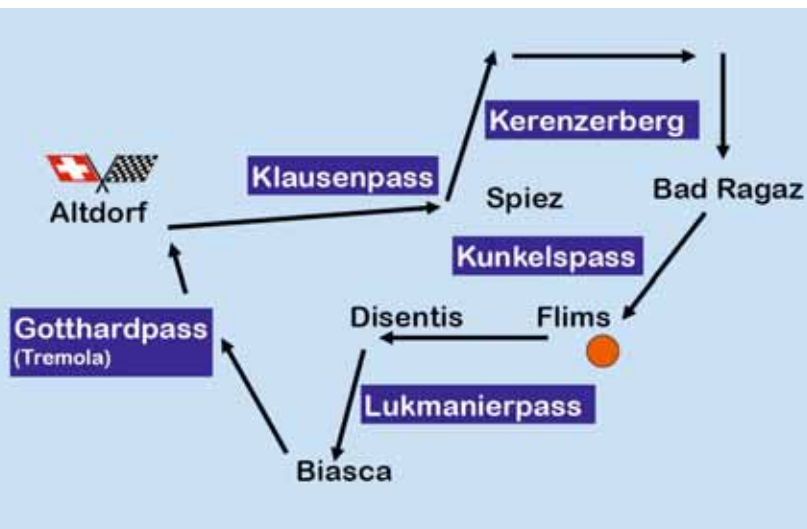 Kerenzerberg
Klausenpass
Altdorf
Spiez
Bad Ragaz
Kunkelspass
Gotthardpass
(Tremola)
Disentis
Flims
Lukmanierpass
Biasca